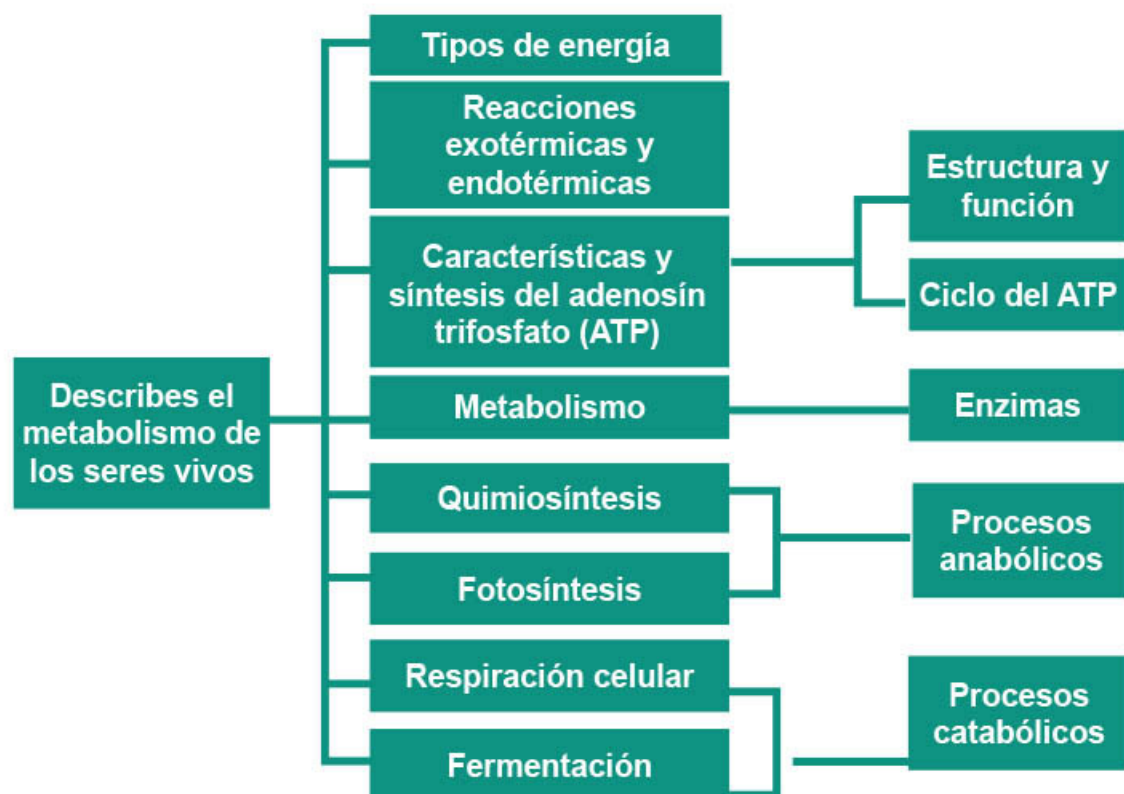 Tipos de energía
Reacciones
exotérmicas y
endotérmicas
Características y
síntesis del adenosín
trifosfato (ATP)
Estructura y
función
Ciclo del ATP
Describes el
metabolismo de
los seres vivos
Metabolismo
Enzimas
Quimiosíntesis
Fotosíntesis
Procesos
anabólicos
Respiración celular
Fermentación
Procesos
catabólicos